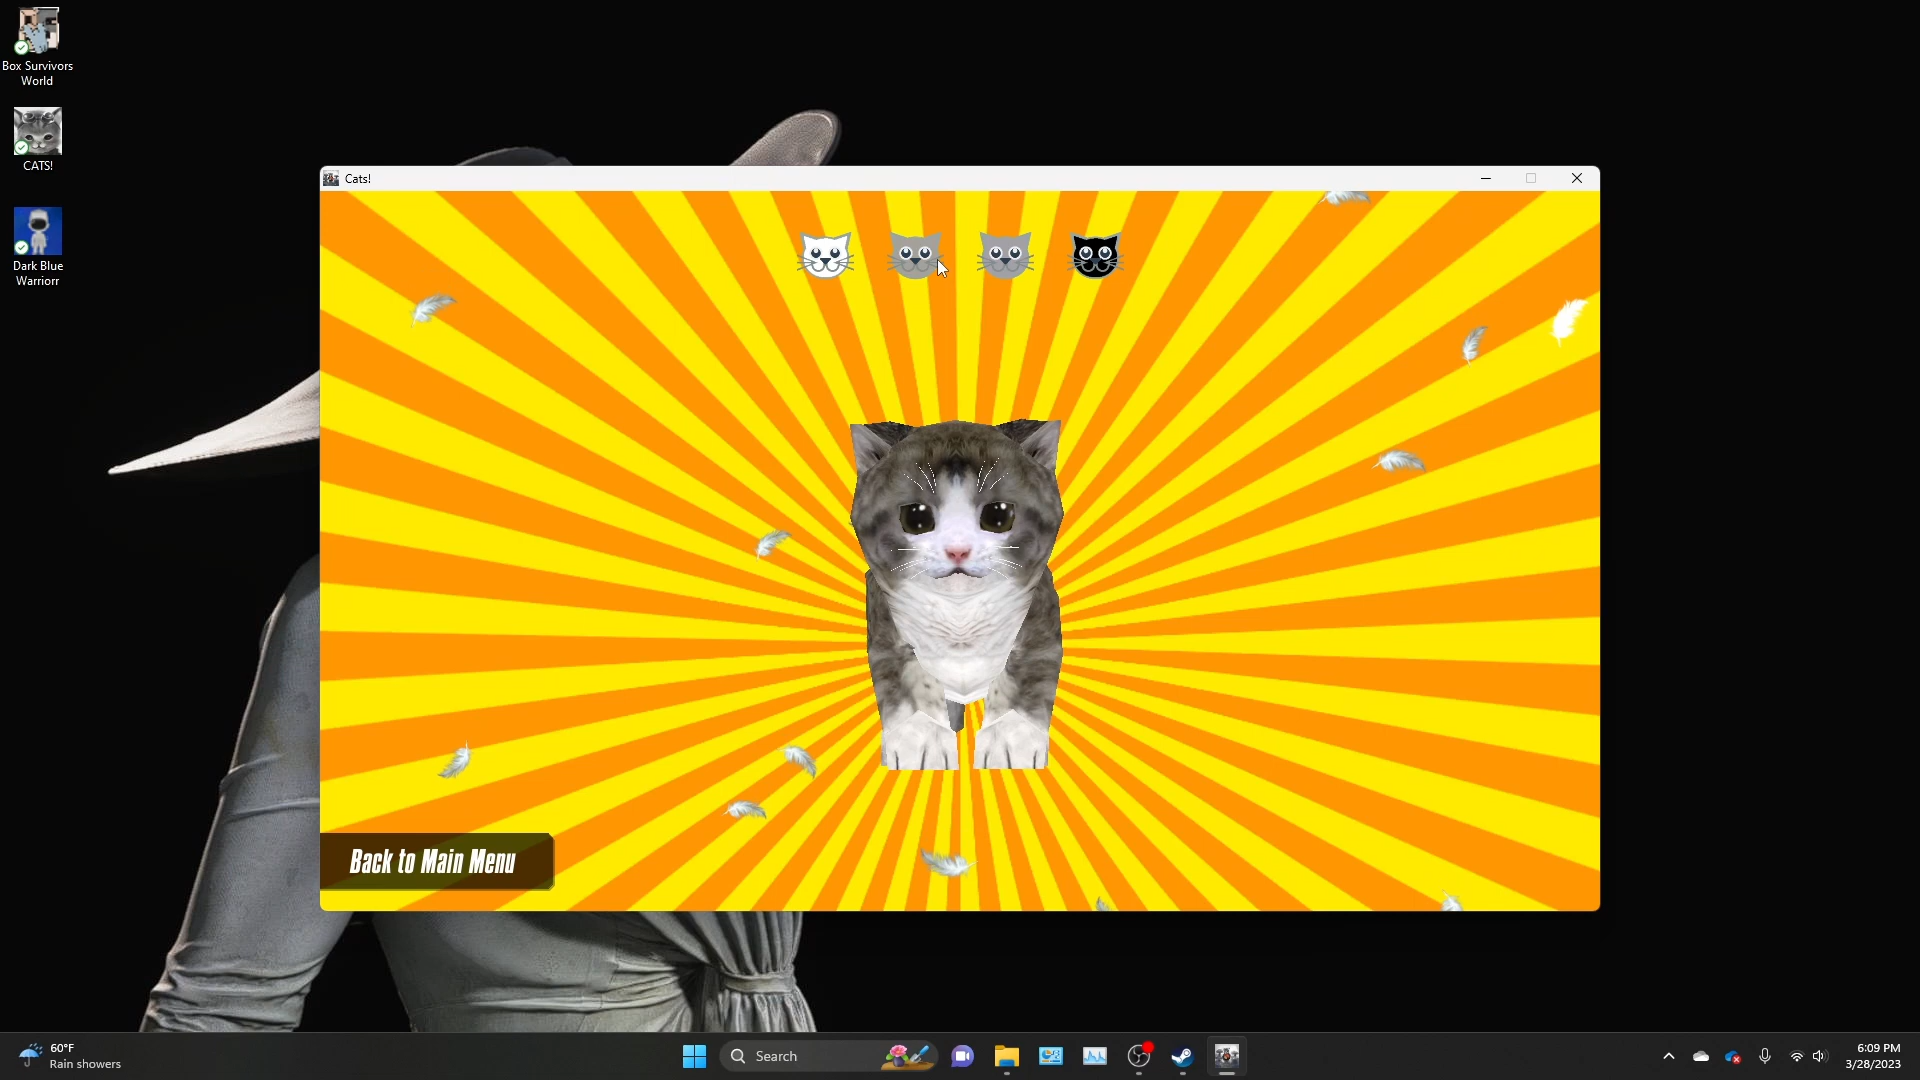 Box Survivors
World
CATS!
Dark Blue
Warriorr
Cats!
Back to Main Menu
60°F
Rain showers
Search
6:09 PM
3/28/2023